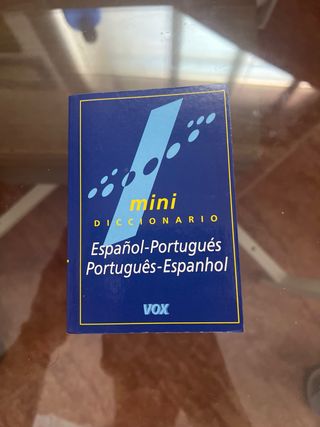 mini
DICCIONARIO
Español-Portugués
Português-Espanhol
VOX